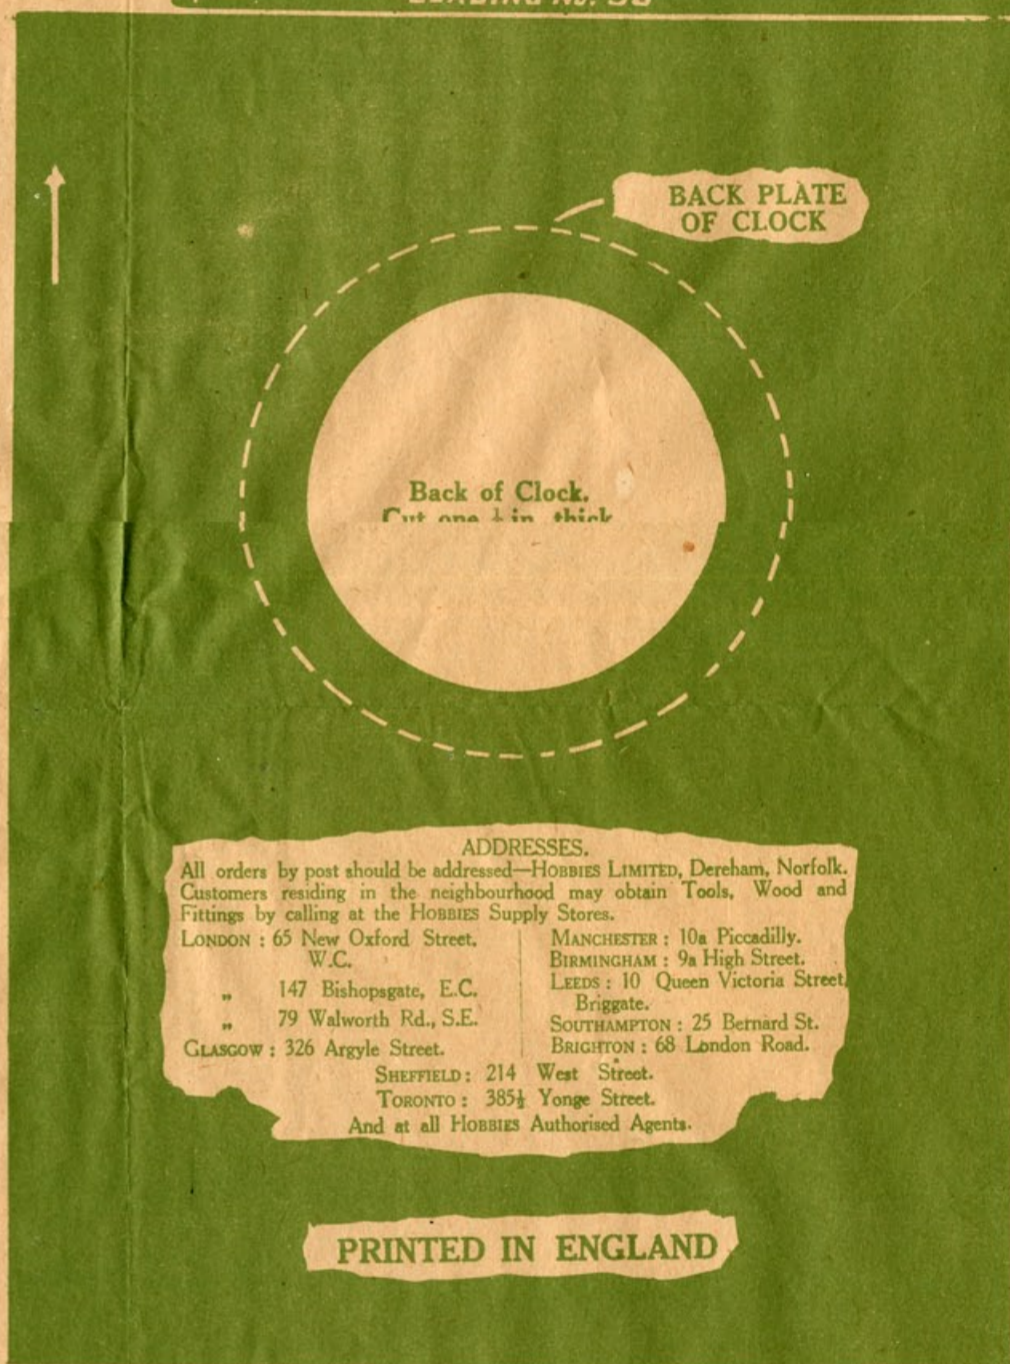 BACK PLATE
OF CLOCK
Back of Clock.
Cut one in. thick
ADDRESSES.
All orders by post should be addressed—HOBBIES LIMITED, Dereham, Norfolk.
Customers residing in the neighbourhood may obtain Tools, Wood and
Fittings by calling at the HOBBIES Supply Stores.
LONDON : 65 New Oxford Street,
W.C.
„ 147 Bishopsgate, E.C.
„ 79 Walworth Rd., S.E.
GLASGOW : 326 Argyle Street.
MANCHESTER : 10a Piccadilly.
BIRMINGHAM : 9a High Street.
LEEDS : 10 Queen Victoria Street,
Briggate.
SOUTHAMPTON : 25 Bernard St.
BRIGHTON : 68 London Road.
SHEFFIELD : 214 West Street.
TORONTO : 385½ Yonge Street.
And at all HOBBIES Authorised Agents.
PRINTED IN ENGLAND